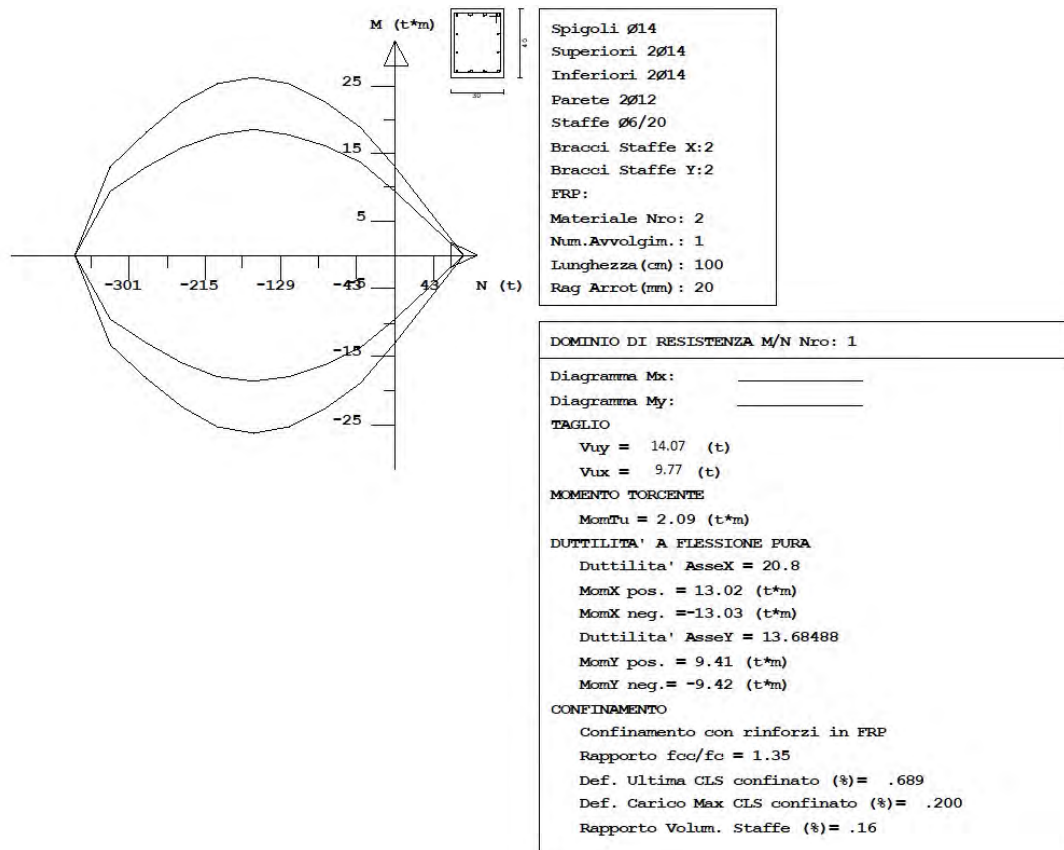 M (t*m)
25
15
5
-5
-15
-25
-301 -215 -129 -43 43 N (t)
30
40
Spigoli Ø14
Superiori 2Ø14
Inferiori 2Ø14
Parete 2Ø12
Staffe Ø6/20
Bracci Staffe X:2
Bracci Staffe Y:2
FRP:
Materiale Nro: 2
Num.Avvolgim.: 1
Lunghezza(cm): 100
Rag Arrot(mm): 20
DOMINIO DI RESISTENZA M/N Nro: 1
Diagramma Mx:
Diagramma My:
TAGLIO
Vuy = 14.07 (t)
Vux = 9.77 (t)
MOMENTO TORCENTE
MomTu = 2.09 (t*m)
DUTTILITA' A FLESSIONE PURA
Duttilita' AsseX = 20.8
MomX pos. = 13.02 (t*m)
MomX neg. =-13.03 (t*m)
Duttilita' AsseY = 13.68488
MomY pos. = 9.41 (t*m)
MomY neg.= -9.42 (t*m)
CONFINAMENTO
Confinamento con rinforzi in FRP
Rapporto fcc/fc = 1.35
Def. Ultima CLS confinato (%)= .689
Def. Carico Max CLS confinato (%)= .200
Rapporto Volum. Staffe (%)= .16